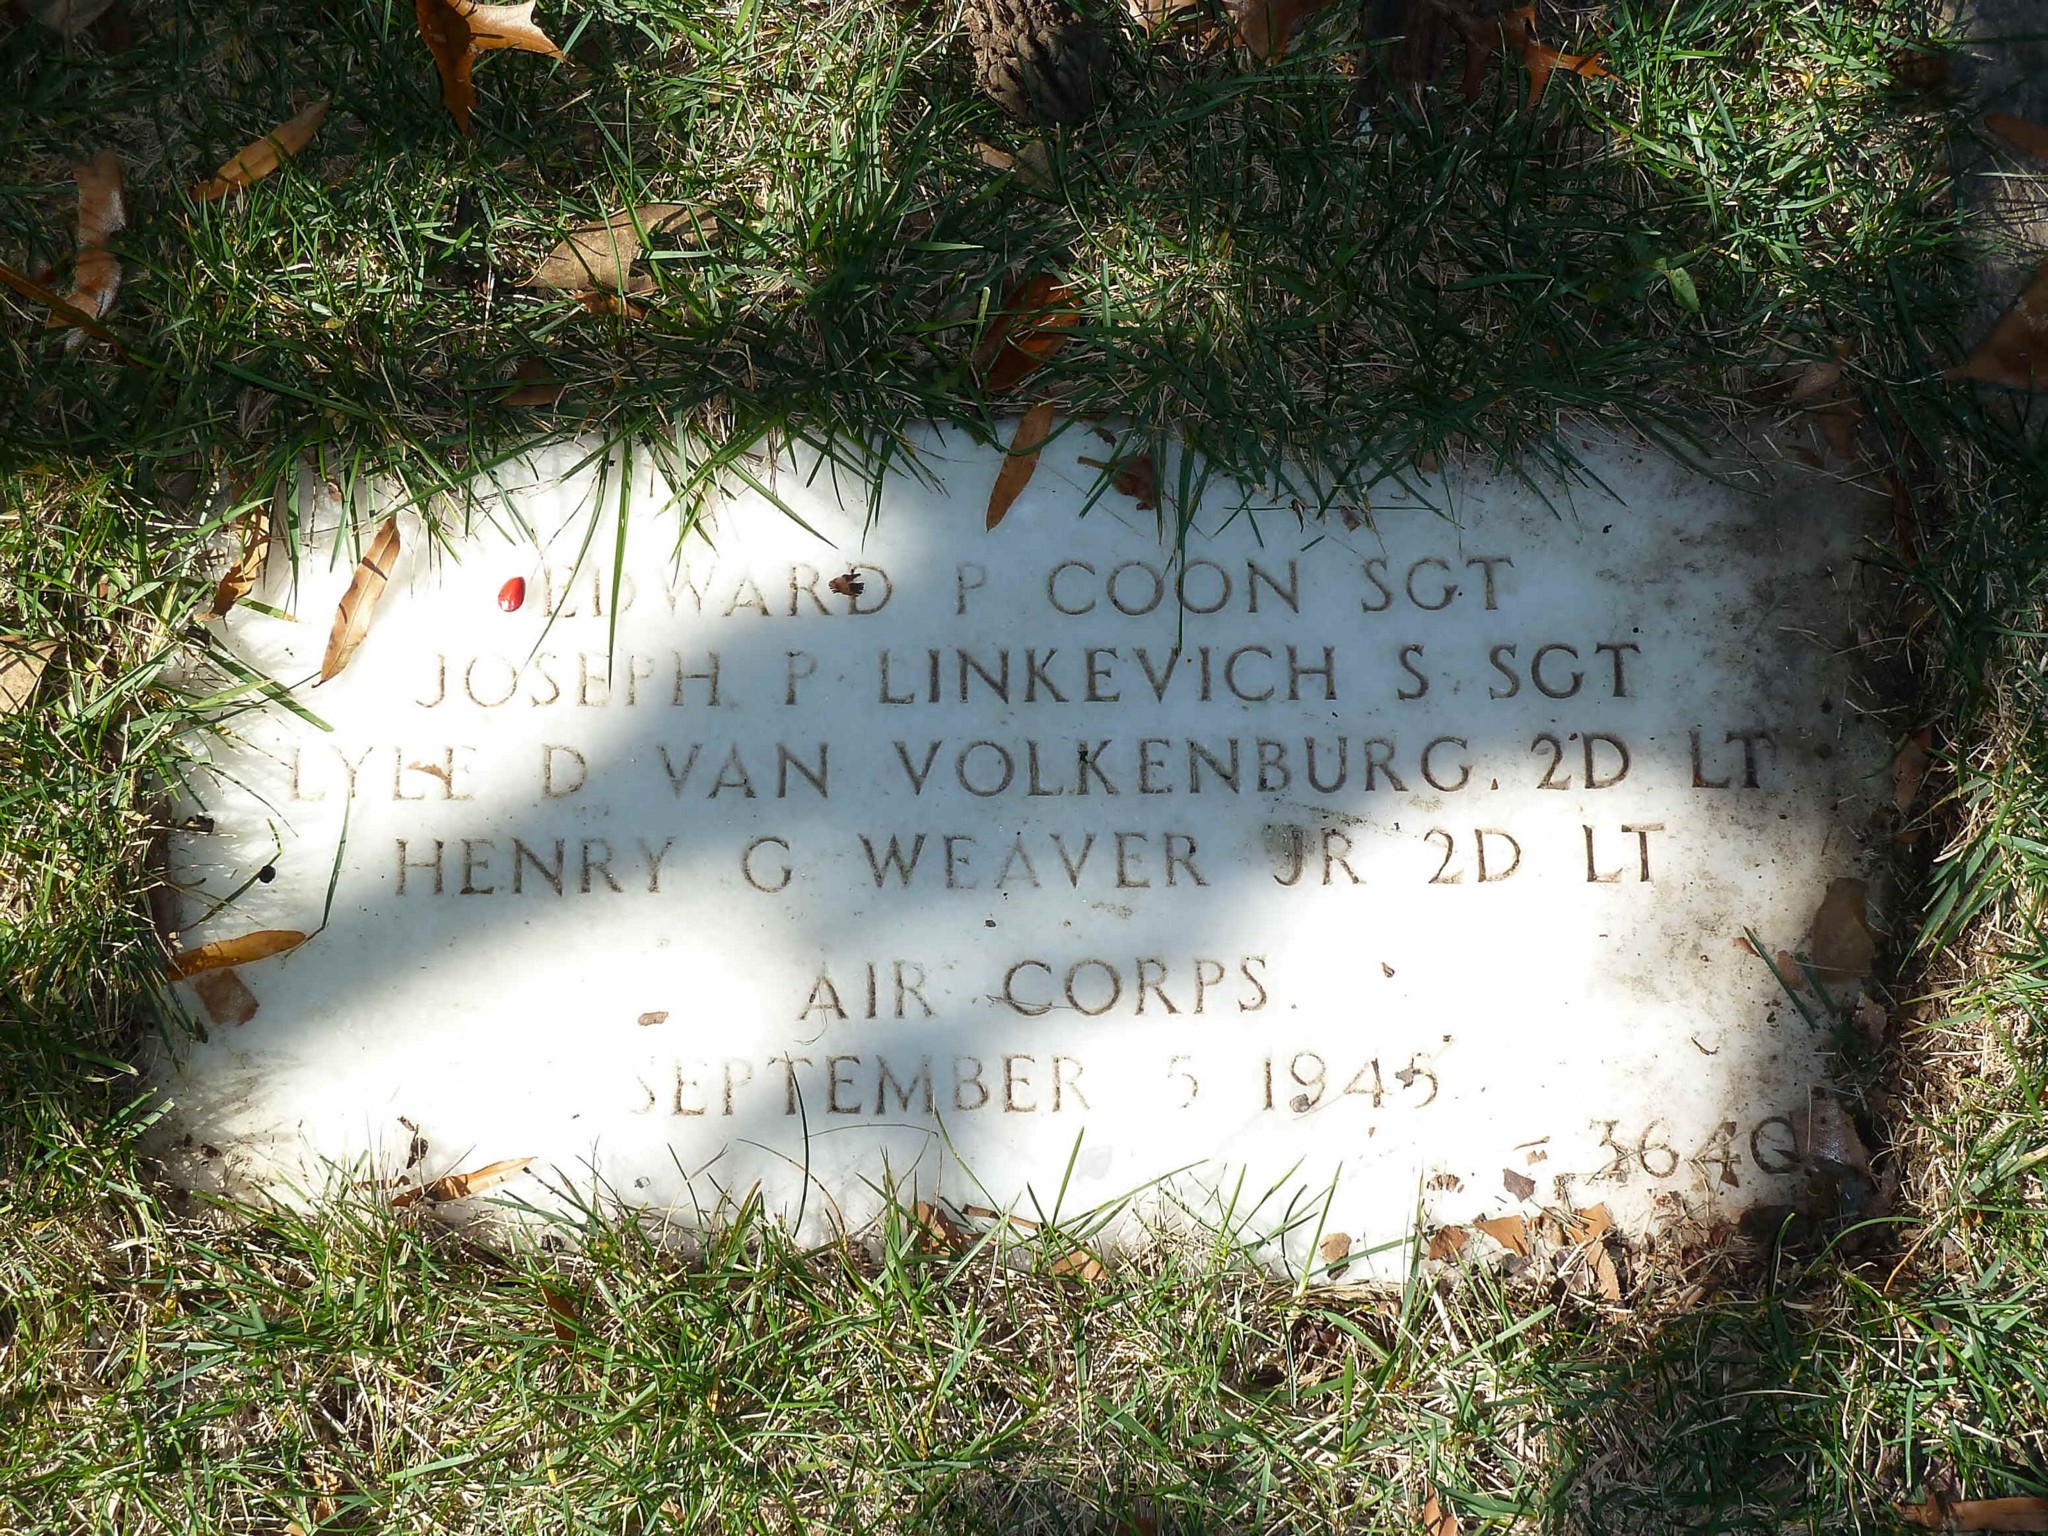 EDWARD P COON SGT
JOSEPH P LINKEVICH S SGT
LYLE D VAN VOLKENBURG 2D LT
HENRY G WEAVER JR 2D LT
AIR CORPS
SEPTEMBER 5 1945